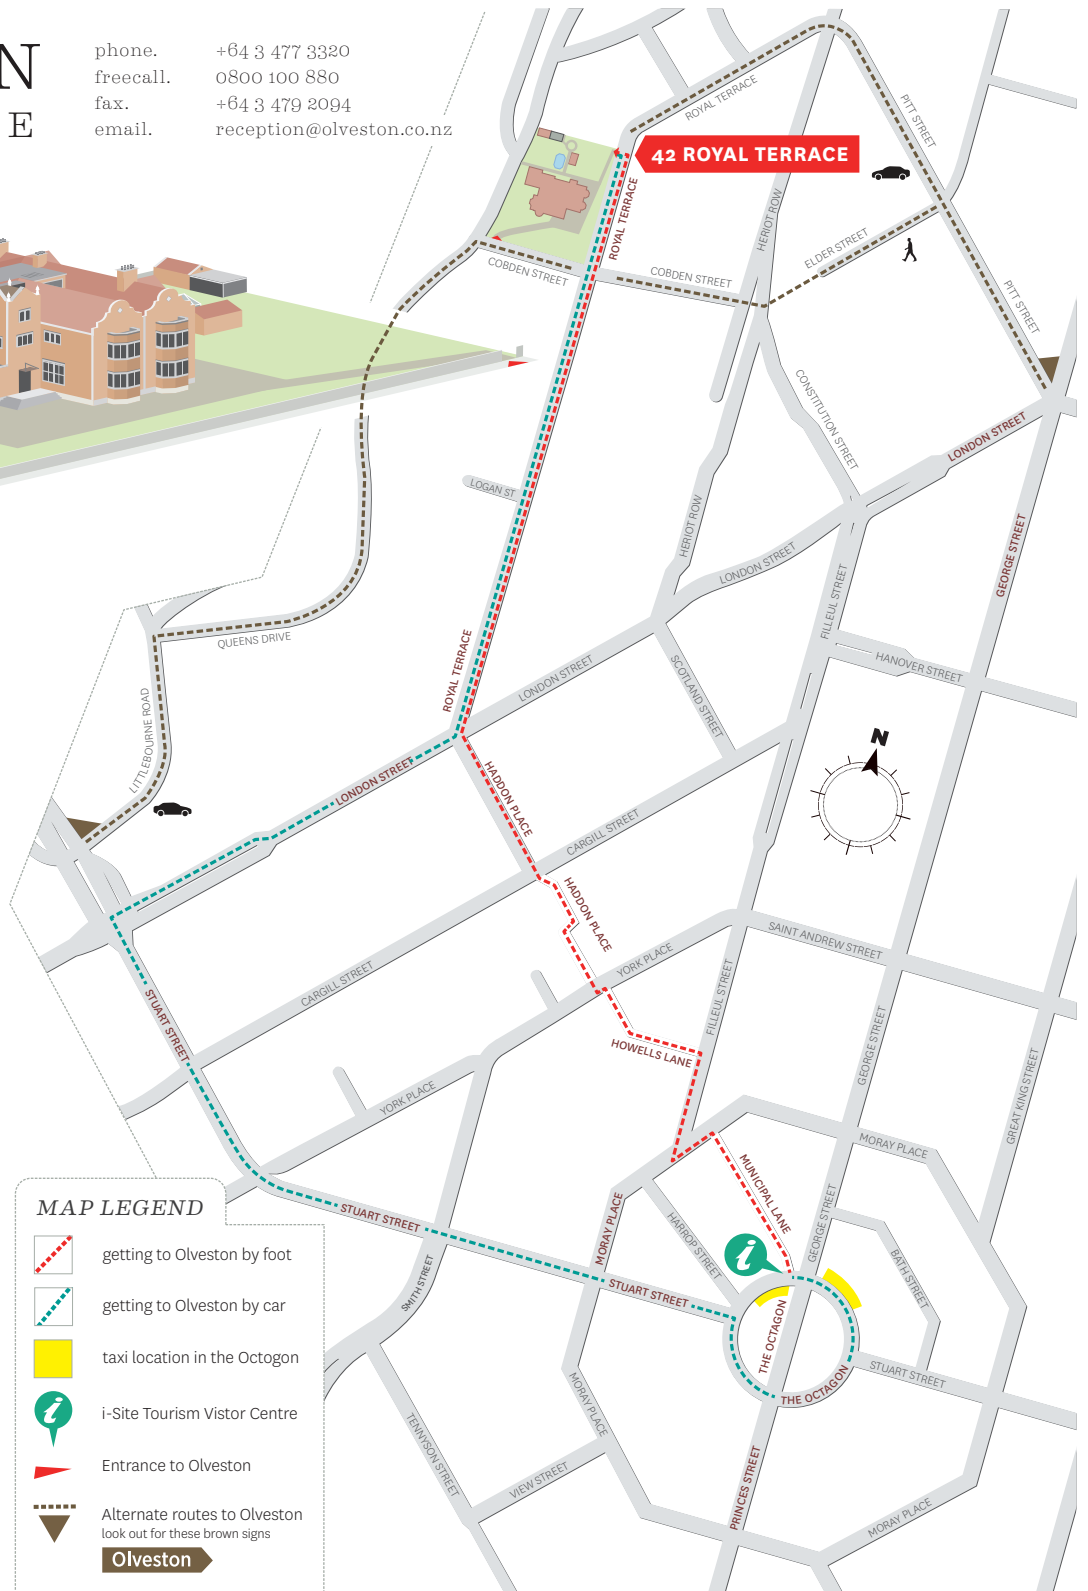 N
E
phone. +64 3 477 3320
freecall. 0800 100 880
fax. +64 3 479 2094
email. reception@olveston.co.nz
ROYAL TERRACE
PITT STREET
42 ROYAL TERRACE
ROYAL TERRACE
HERIOT ROW
ELDER STREET
COBDEN STREET
COBDEN STREET
PITT STREET
CONSTITUTION STREET
LONDON STREET
LOGAN ST
HERIOT ROW
GEORGE STREET
LONDON STREET
FILLEUL STREET
QUEENS DRIVE
ROYAL TERRACE
LONDON STREET
SCOTLAND STREET
HANOVER STREET
LITTLEBOURNE ROAD
N
LONDON STREET
HADDON PLACE
CARGILL STREET
HADDON PLACE
SAINT ANDREW STREET
YORK PLACE
CARGILL STREET
FILLEUL STREET
STUART STREET
HOWELLS LANE
GEORGE STREET
GREAT KING STREET
YORK PLACE
MORAY PLACE
MUNICIPAL LANE
STUART STREET
MORAY PLACE
HARROP STREET
GEORGE STREET
BATH STREET
i
SMITH STREET
STUART STREET
THE OCTAGON
THE OCTAGON
STUART STREET
MORAY PLACE
TENNYSON STREET
VIEW STREET
PRINCES STREET
MORAY PLACE
MAP LEGEND
getting to Olveston by foot
getting to Olveston by car
taxi location in the Octogon
i
i-Site Tourism Vistor Centre
Entrance to Olveston
Alternate routes to Olveston
look out for these brown signs
Olveston